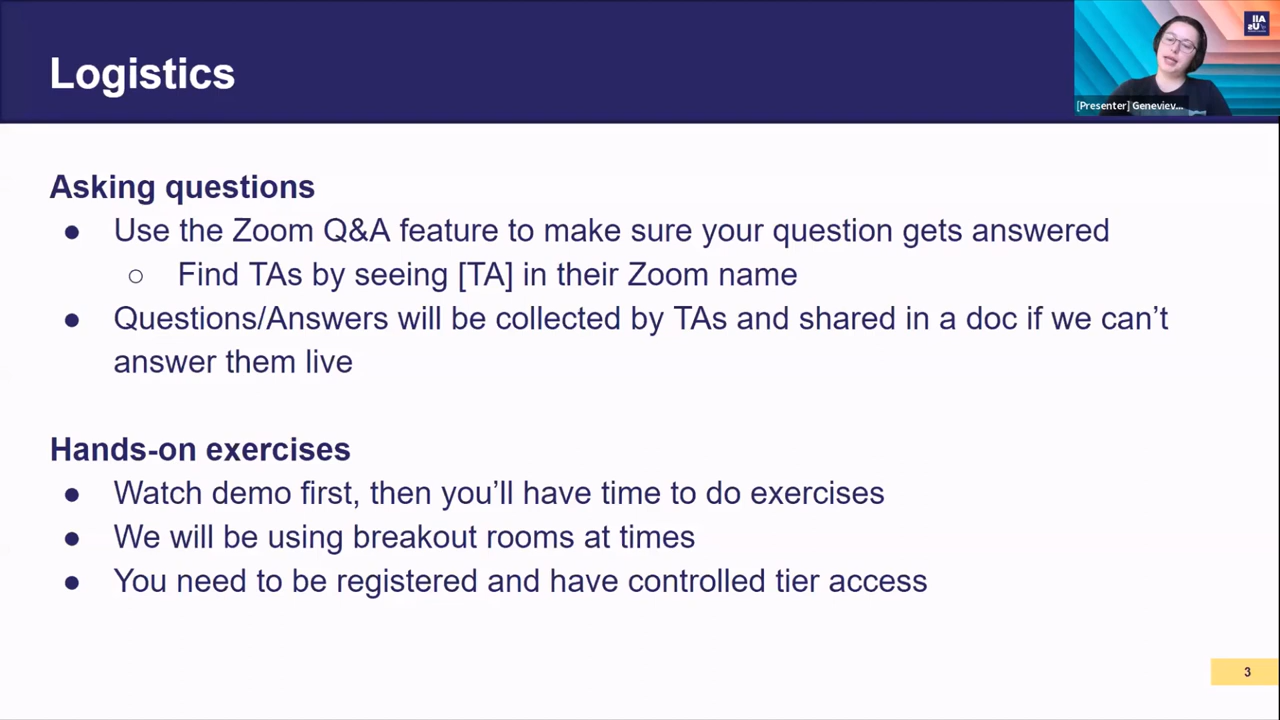 Logistics
[Presenter] Geneviev...
Asking questions
● Use the Zoom Q&A feature to make sure your question gets answered
○ Find TAs by seeing [TA] in their Zoom name
● Questions/Answers will be collected by TAs and shared in a doc if we can’t
answer them live
Hands-on exercises
● Watch demo first, then you’ll have time to do exercises
● We will be using breakout rooms at times
● You need to be registered and have controlled tier access
3